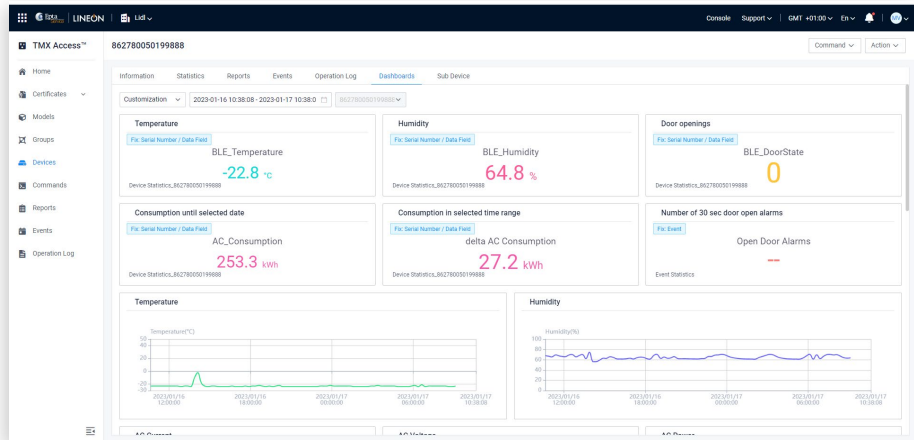 Epta LINEON Lidl Console Support GMT +01:00 En MV
TMX Access™ 862780050199888 Command Action
Home
Certificates
Models
Groups
Devices
Commands
Reports
Events
Operation Log
Information Statistics Reports Events Operation Log Dashboards Sub Device
Customization 2023-01-16 10:38:08 - 2023-01-17 10:38:0 862780050199888
Temperature
Fix: Serial Number / Data Field
BLE_Temperature
-22.8 °C
Device Statistics_862780050199888
Humidity
Fix: Serial Number / Data Field
BLE_Humidity
64.8 %
Device Statistics_862780050199888
Door openings
Fix: Serial Number / Data Field
BLE_DoorState
0
Device Statistics_862780050199888
Consumption until selected date
Fix: Serial Number / Data Field
AC_Consumption
253.3 kWh
Device Statistics_862780050199888
Consumption in selected time range
Fix: Serial Number / Data Field
delta AC Consumption
27.2 kWh
Device Statistics_862780050199888
Number of 30 sec door open alarms
Fix: Event
Open Door Alarms
--
Event Statistics
Temperature
Temperature(°C)
50
40
20
0
-20
-30
2023/01/16 2023/01/16 2023/01/17 2023/01/17 2023/01/17
12:00:00 18:00:00 00:00:00 06:00:00 10:38:08
Humidity
Humidity(%)
100
80
60
40
20
0
2023/01/16 2023/01/16 2023/01/17 2023/01/17 2023/01/17
12:00:00 18:00:00 00:00:00 06:00:00 10:38:08
AC Current AC Voltage AC Power